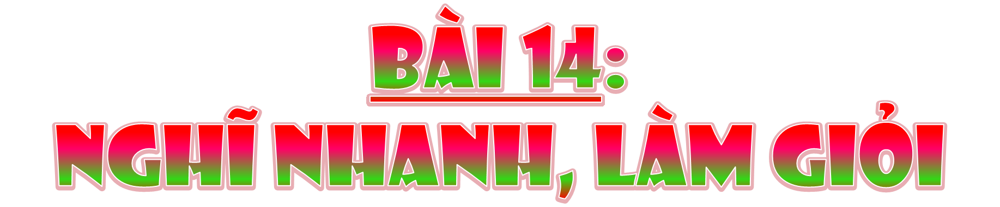 BÀI 14:
NGHĨ NHANH, LÀM GIỎI